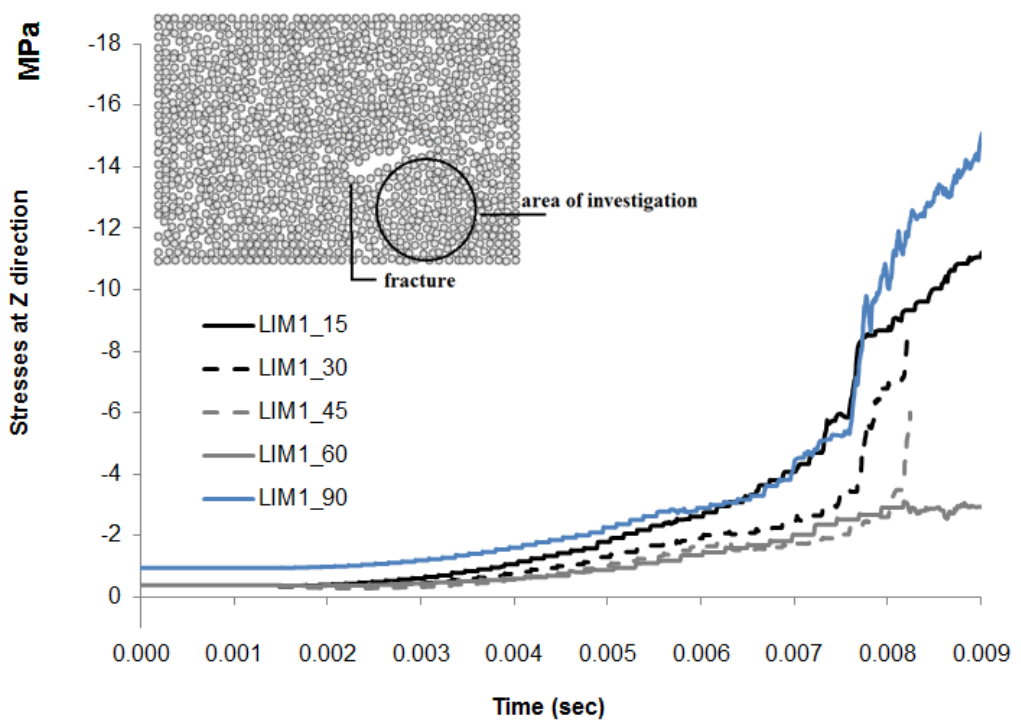 MPa
Stresses at Z direction
-18
-16
-14
-12
-10
-8
-6
-4
-2
0
area of investigation
fracture
LIM1_15
LIM1_30
LIM1_45
LIM1_60
LIM1_90
0.000 0.001 0.002 0.003 0.004 0.005 0.006 0.007 0.008 0.009
Time (sec)